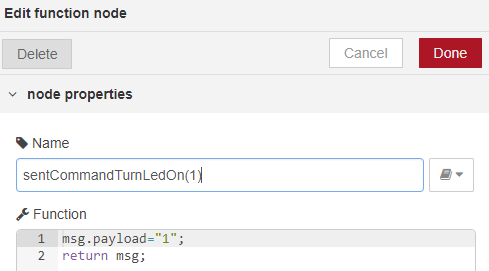 Edit function node
Delete
Cancel
Done
node properties
Name
sentCommandTurnLedOn(1)
Function
1 msg.payload="1";
2 return msg;